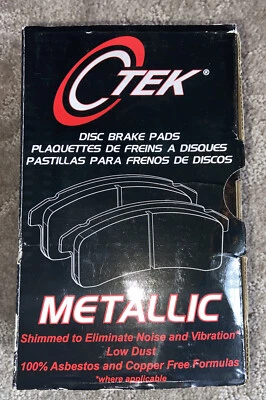 CTEK®
DISC BRAKE PADS
PLAQUETTES DE FREINS A DISQUES
PASTILLAS PARA FRENOS DE DISCOS
METALLIC
Shimmed to Eliminate Noise and Vibration*
Low Dust
100% Asbestos and Copper Free Formulas
*where applicable